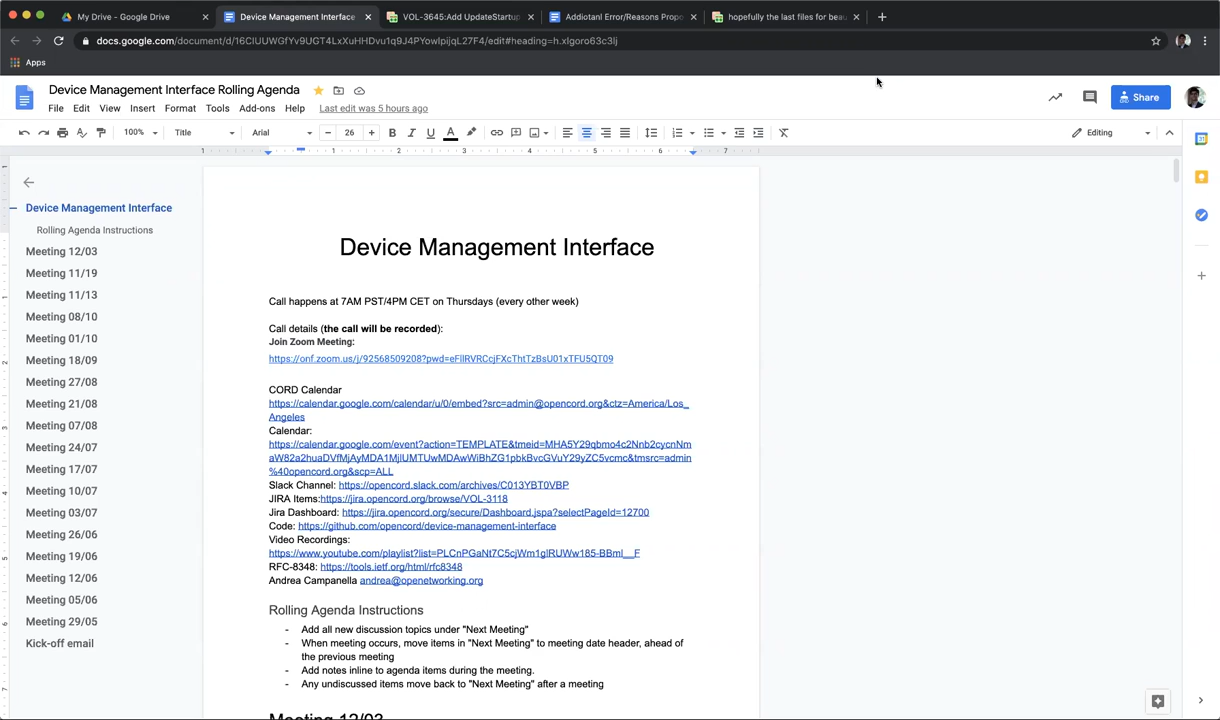 My Drive - Google Drive
Device Management Interface
VOL-3645:Add UpdateStartup
Addiotanl Error/Reasons Propo
hopefully the last files for beau
docs.google.com/document/d/16CIUUWGfYv9UGT4LxXuHHDvu1q9J4PYowIpijqL27F4/edit#heading=h.xlgoro63c3lj
Apps
Device Management Interface Rolling Agenda
Share
File Edit View Insert Format Tools Add-ons Help Last edit was 5 hours ago
100% Title Arial 26 B I U A Editing
1 1 2 3 4 5 6 7
Device Management Interface
Rolling Agenda Instructions
Meeting 12/03
Meeting 11/19
Meeting 11/13
Meeting 08/10
Meeting 01/10
Meeting 18/09
Meeting 27/08
Meeting 21/08
Meeting 07/08
Meeting 24/07
Meeting 17/07
Meeting 10/07
Meeting 03/07
Meeting 26/06
Meeting 19/06
Meeting 12/06
Meeting 05/06
Meeting 29/05
Kick-off email
Device Management Interface
Call happens at 7AM PST/4PM CET on Thursdays (every other week)
Call details (the call will be recorded):
Join Zoom Meeting:
https://onf.zoom.us/j/92568509208?pwd=eFlIRVRCcjFXcThtTzBsU01xTFU5QT09
CORD Calendar
https://calendar.google.com/calendar/u/0/embed?src=admin@opencord.org&ctz=America/Los_
Angeles
Calendar:
https://calendar.google.com/event?action=TEMPLATE&tmeid=MHA5Y29qbmo4c2Nnb2cycnNm
aW82a2huaDVfMjAyMDA1MjlUMTUwMDAwWiBhZG1pbkBvcGVuY29yZC5vcmc&tmsrc=admin
%40opencord.org&scp=ALL
Slack Channel: https://opencord.slack.com/archives/C013YBT0VBP
JIRA Items:https://jira.opencord.org/browse/VOL-3118
Jira Dashboard: https://jira.opencord.org/secure/Dashboard.jspa?selectPageId=12700
Code: https://github.com/opencord/device-management-interface
Video Recordings:
https://www.youtube.com/playlist?list=PLCnPGaNt7C5cjWm1glRUWw185-BBml__F
RFC-8348: https://tools.ietf.org/html/rfc8348
Andrea Campanella andrea@opennetworking.org
Rolling Agenda Instructions
- Add all new discussion topics under "Next Meeting"
- When meeting occurs, move items in "Next Meeting" to meeting date header, ahead of
the previous meeting
- Add notes inline to agenda items during the meeting.
- Any undiscussed items move back to "Next Meeting" after a meeting
Meeting 12/03